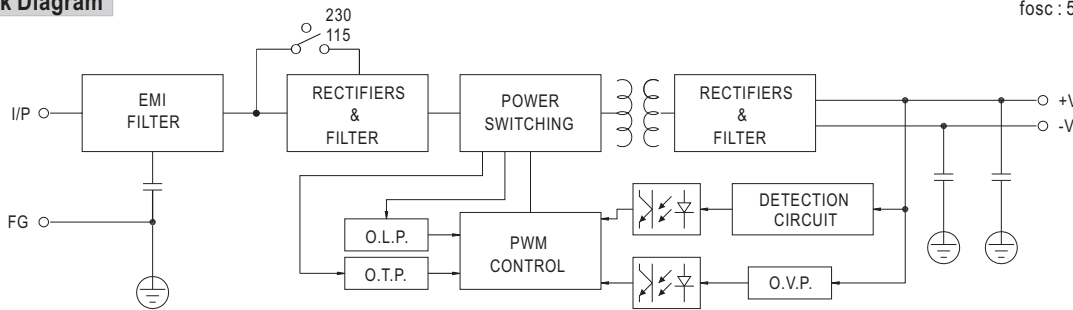 k Diagram
fosc : 5
230
115
I/P
EMI
FILTER
RECTIFIERS
&
FILTER
POWER
SWITCHING
RECTIFIERS
&
FILTER
+V
-V
FG
O.L.P.
O.T.P.
PWM
CONTROL
DETECTION
CIRCUIT
O.V.P.